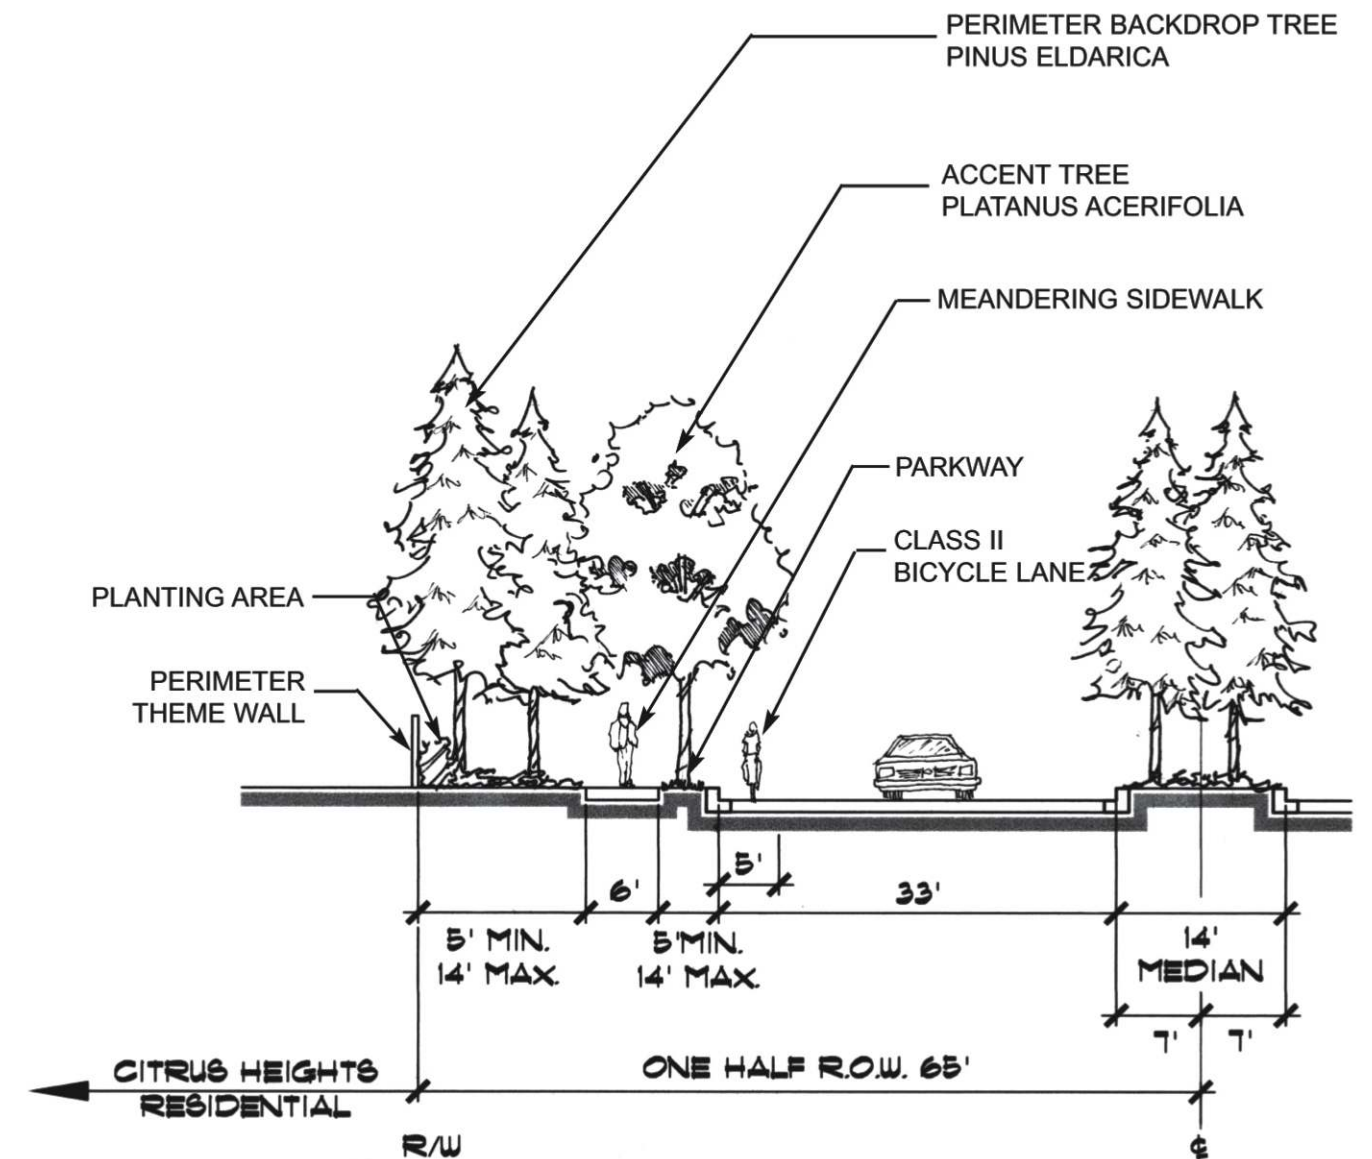 PERIMETER BACKDROP TREE
PINUS ELDARICA
ACCENT TREE
PLATANUS ACERIFOLIA
MEANDERING SIDEWALK
PARKWAY
CLASS II
BICYCLE LANE
PLANTING AREA
PERIMETER
THEME WALL
5'
6'
33'
5' MIN.
14' MAX.
5' MIN.
14' MAX.
14'
MEDIAN
7'
7'
ONE HALF R.O.W. 65'
CITRUS HEIGHTS
RESIDENTIAL
R/W
℄